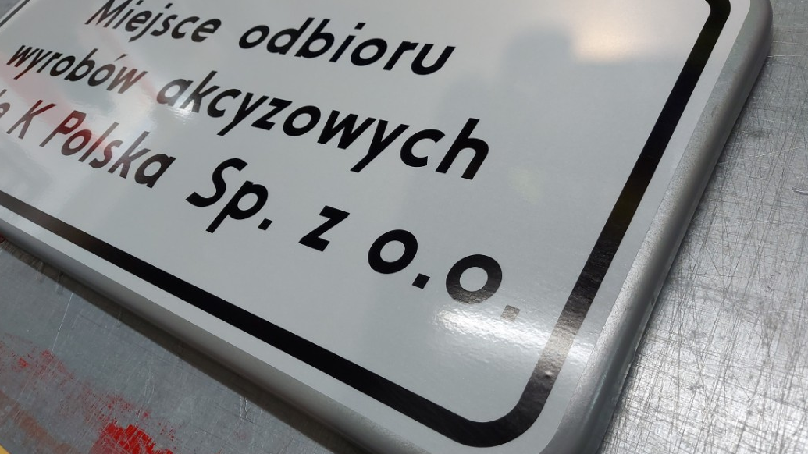 Miejsce odbioru
wyrobów akcyzowych
K Polska Sp. z o.o.